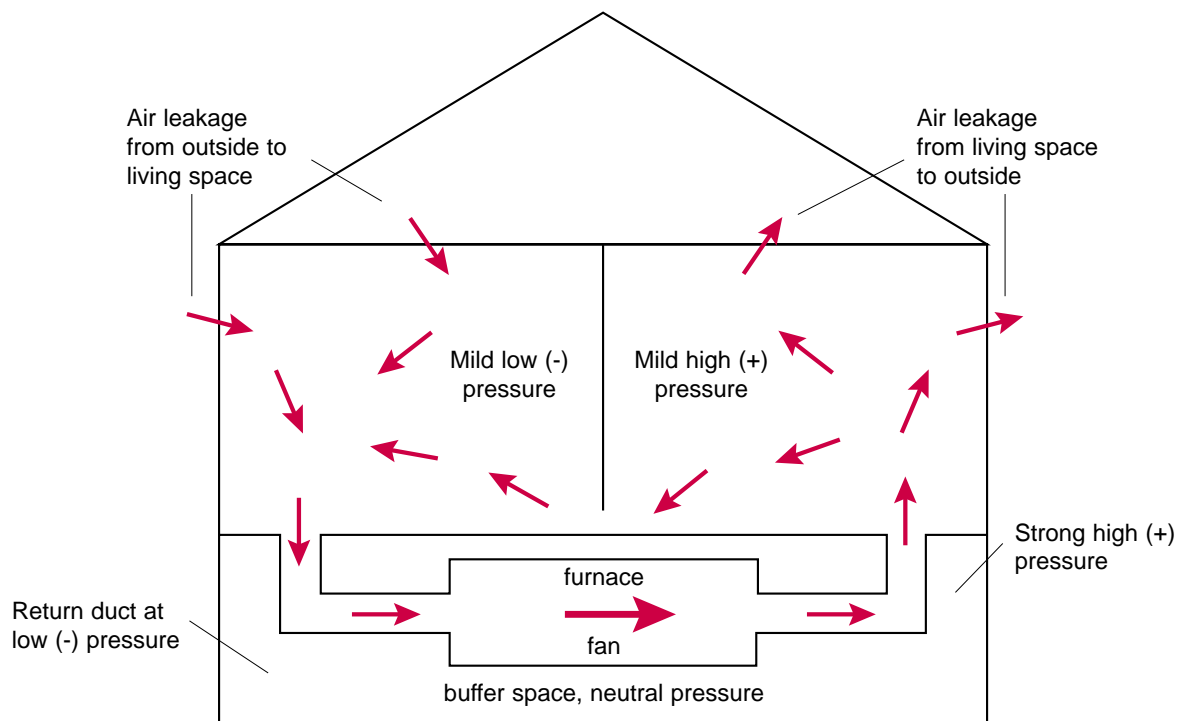 Air leakage
from outside to
living space
Air leakage
from living space
to outside
Mild low (-)
pressure
Mild high (+)
pressure
Strong high (+)
pressure
furnace
Return duct at
low (-) pressure
fan
buffer space, neutral pressure